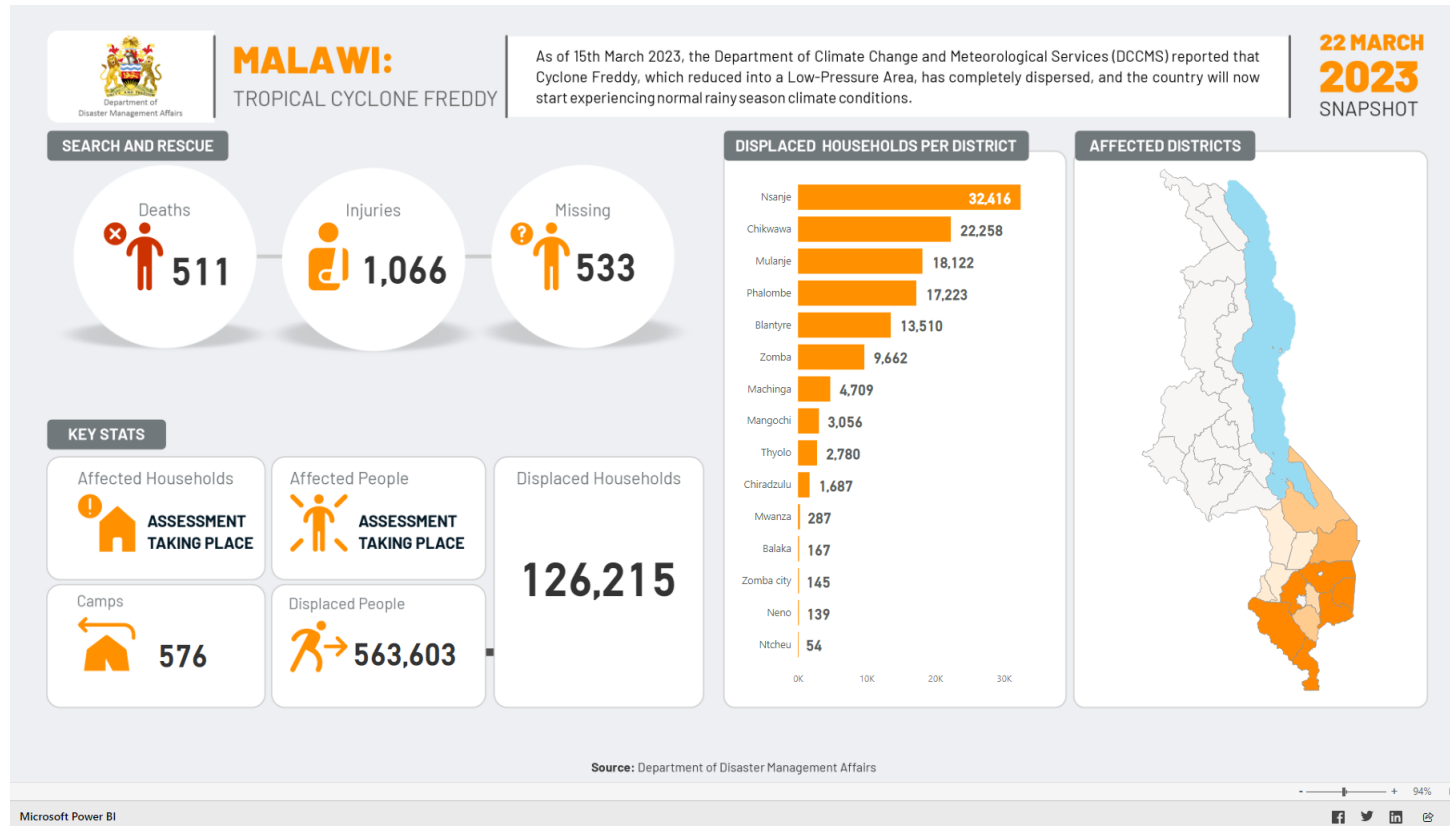 Department of
Disaster Management Affairs
MALAWI:
TROPICAL CYCLONE FREDDY
As of 15th March 2023, the Department of Climate Change and Meteorological Services (DCCMS) reported that
Cyclone Freddy, which reduced into a Low-Pressure Area, has completely dispersed, and the country will now
start experiencing normal rainy season climate conditions.
22 MARCH
2023
SNAPSHOT
SEARCH AND RESCUE
Deaths
511
Injuries
1,066
Missing
533
KEY STATS
Affected Households
ASSESSMENT
TAKING PLACE
Affected People
ASSESSMENT
TAKING PLACE
Displaced Households
126,215
Camps
576
Displaced People
563,603
DISPLACED HOUSEHOLDS PER DISTRICT
Nsanje 32,416
Chikwawa 22,258
Mulanje 18,122
Phalombe 17,223
Blantyre 13,510
Zomba 9,662
Machinga 4,709
Mangochi 3,056
Thyolo 2,780
Chiradzulu 1,687
Mwanza 287
Balaka 167
Zomba city 145
Neno 139
Ntcheu 54
0K 10K 20K 30K
AFFECTED DISTRICTS
Source: Department of Disaster Management Affairs
- + 94%
Microsoft Power BI